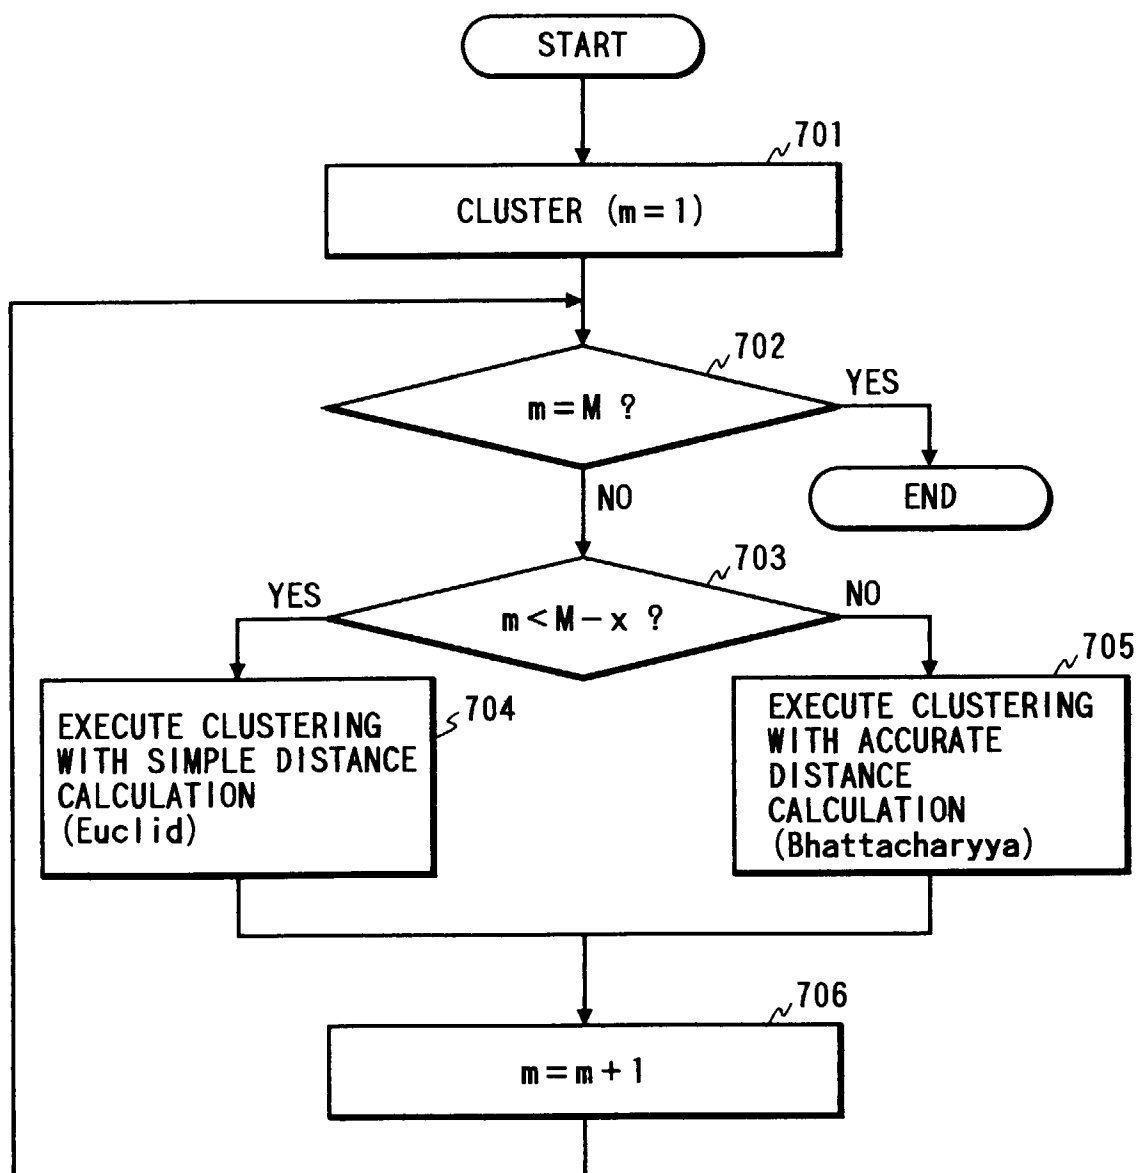 START
701
CLUSTER (m=1)
702
m=M ?
YES
NO
END
703
YES
m<M-x ?
NO
704
EXECUTE CLUSTERING
WITH SIMPLE DISTANCE
CALCULATION
(Euclid)
705
EXECUTE CLUSTERING
WITH ACCURATE
DISTANCE
CALCULATION
(Bhattacharyya)
706
m=m+1